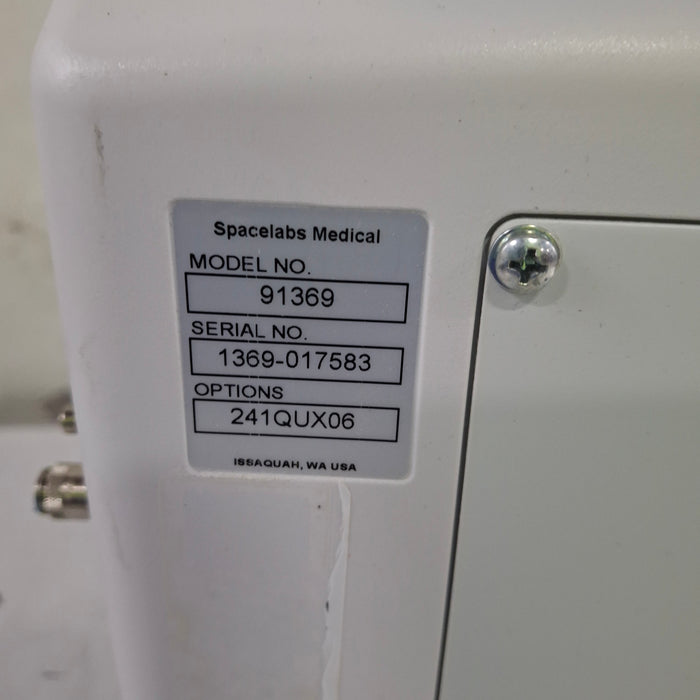 Spacelabs Medical
MODEL NO.
91369
SERIAL NO.
1369-017583
OPTIONS
241QUX06
ISSAQUAH, WA USA